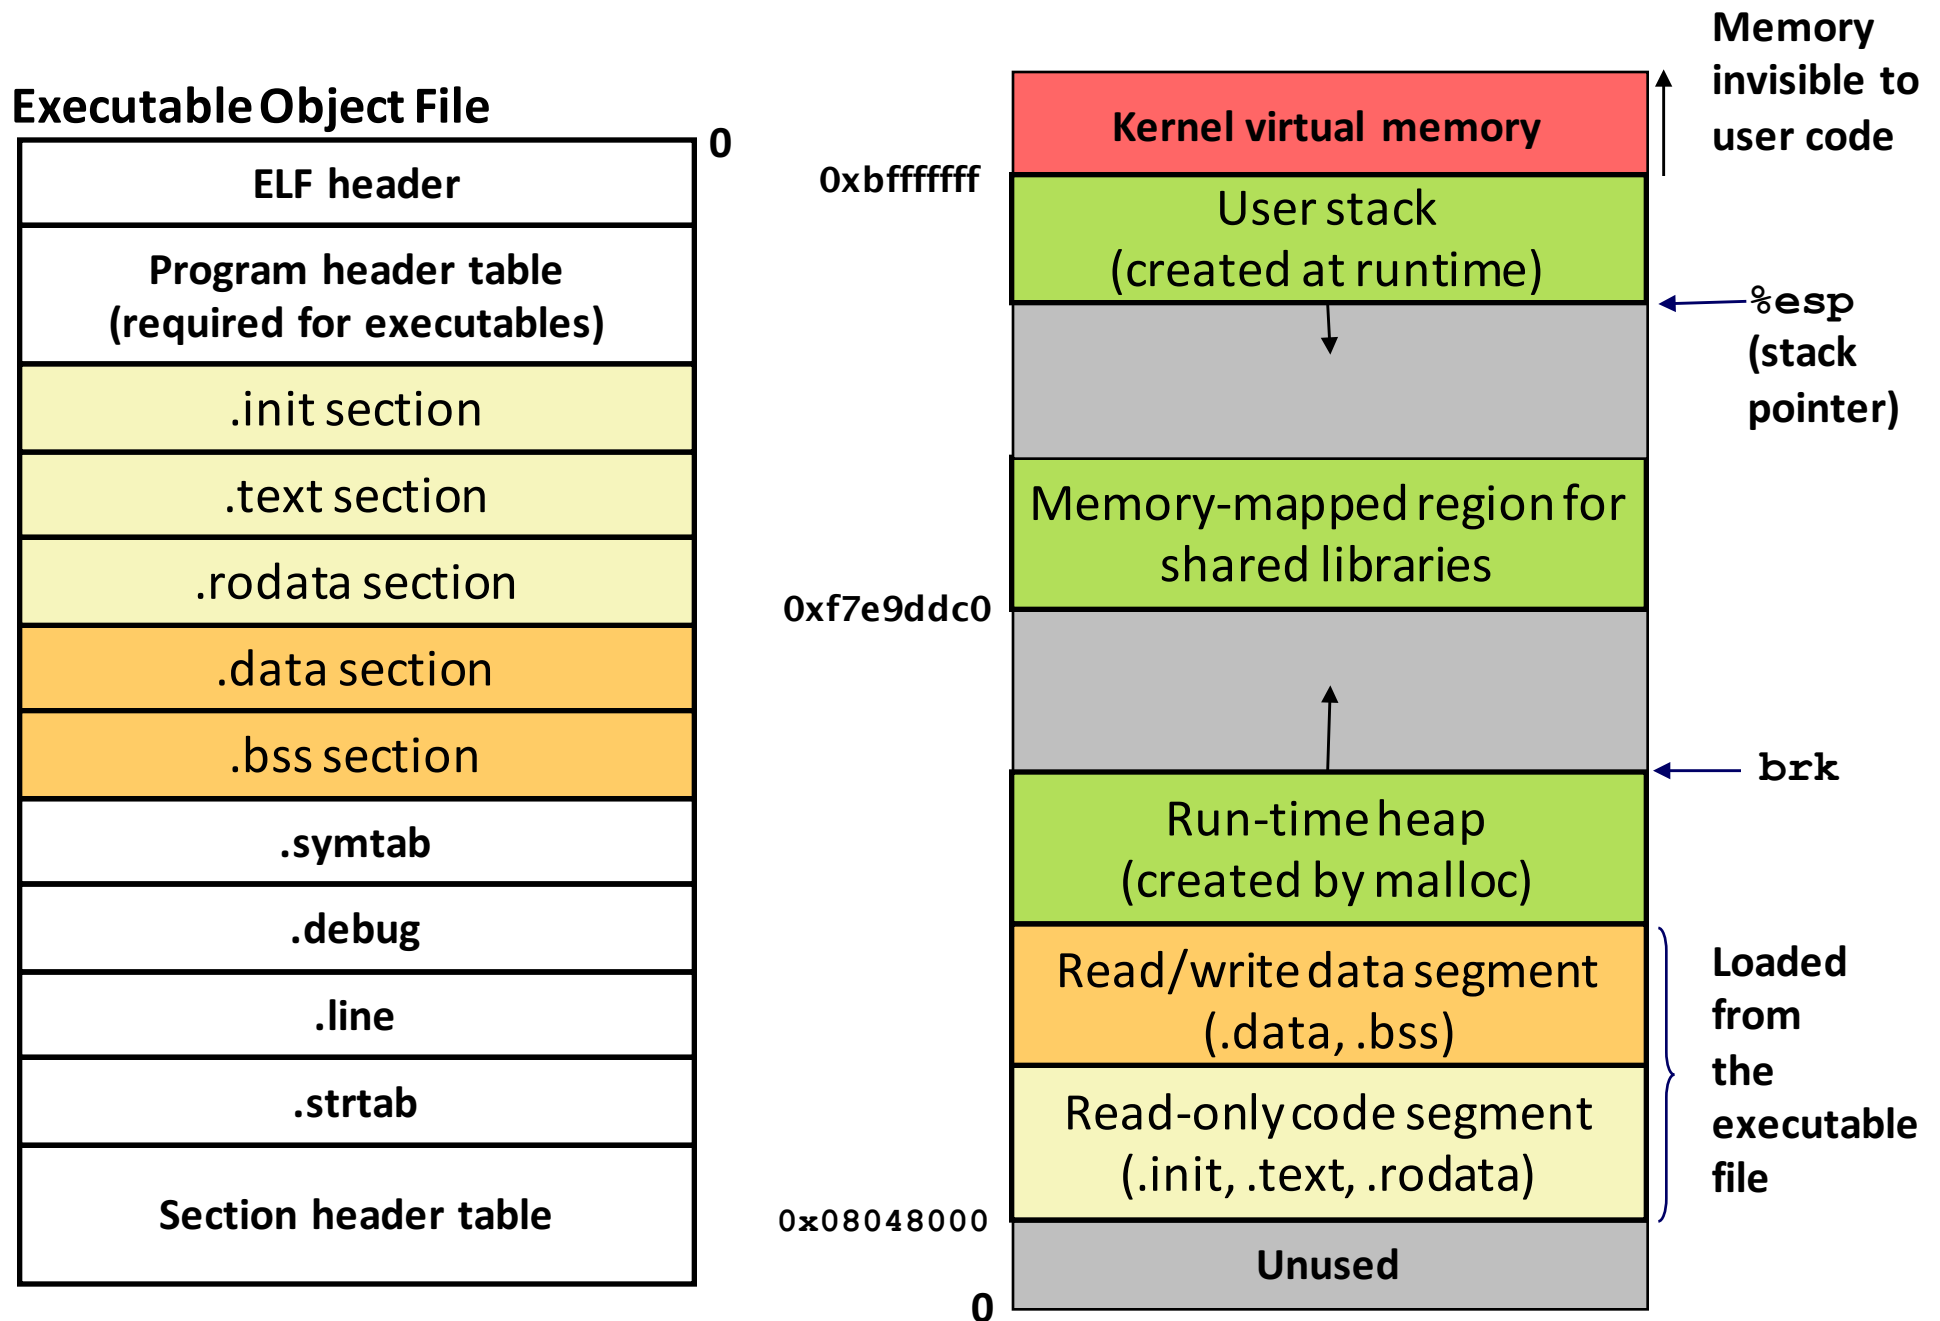 Executable Object File
0
ELF header
Program header table
(required for executables)
.init section
.text section
.rodata section
.data section
.bss section
.symtab
.debug
.line
.strtab
Section header table
Kernel virtual memory
Memory
invisible to
user code
0xbfffffff
User stack
(created at runtime)
%esp
(stack
pointer)
Memory-mapped region for
shared libraries
0xf7e9ddc0
brk
Run-time heap
(created by malloc)
Read/write data segment
(.data, .bss)
Read-only code segment
(.init, .text, .rodata)
Loaded
from
the
executable
file
0x08048000
Unused
0